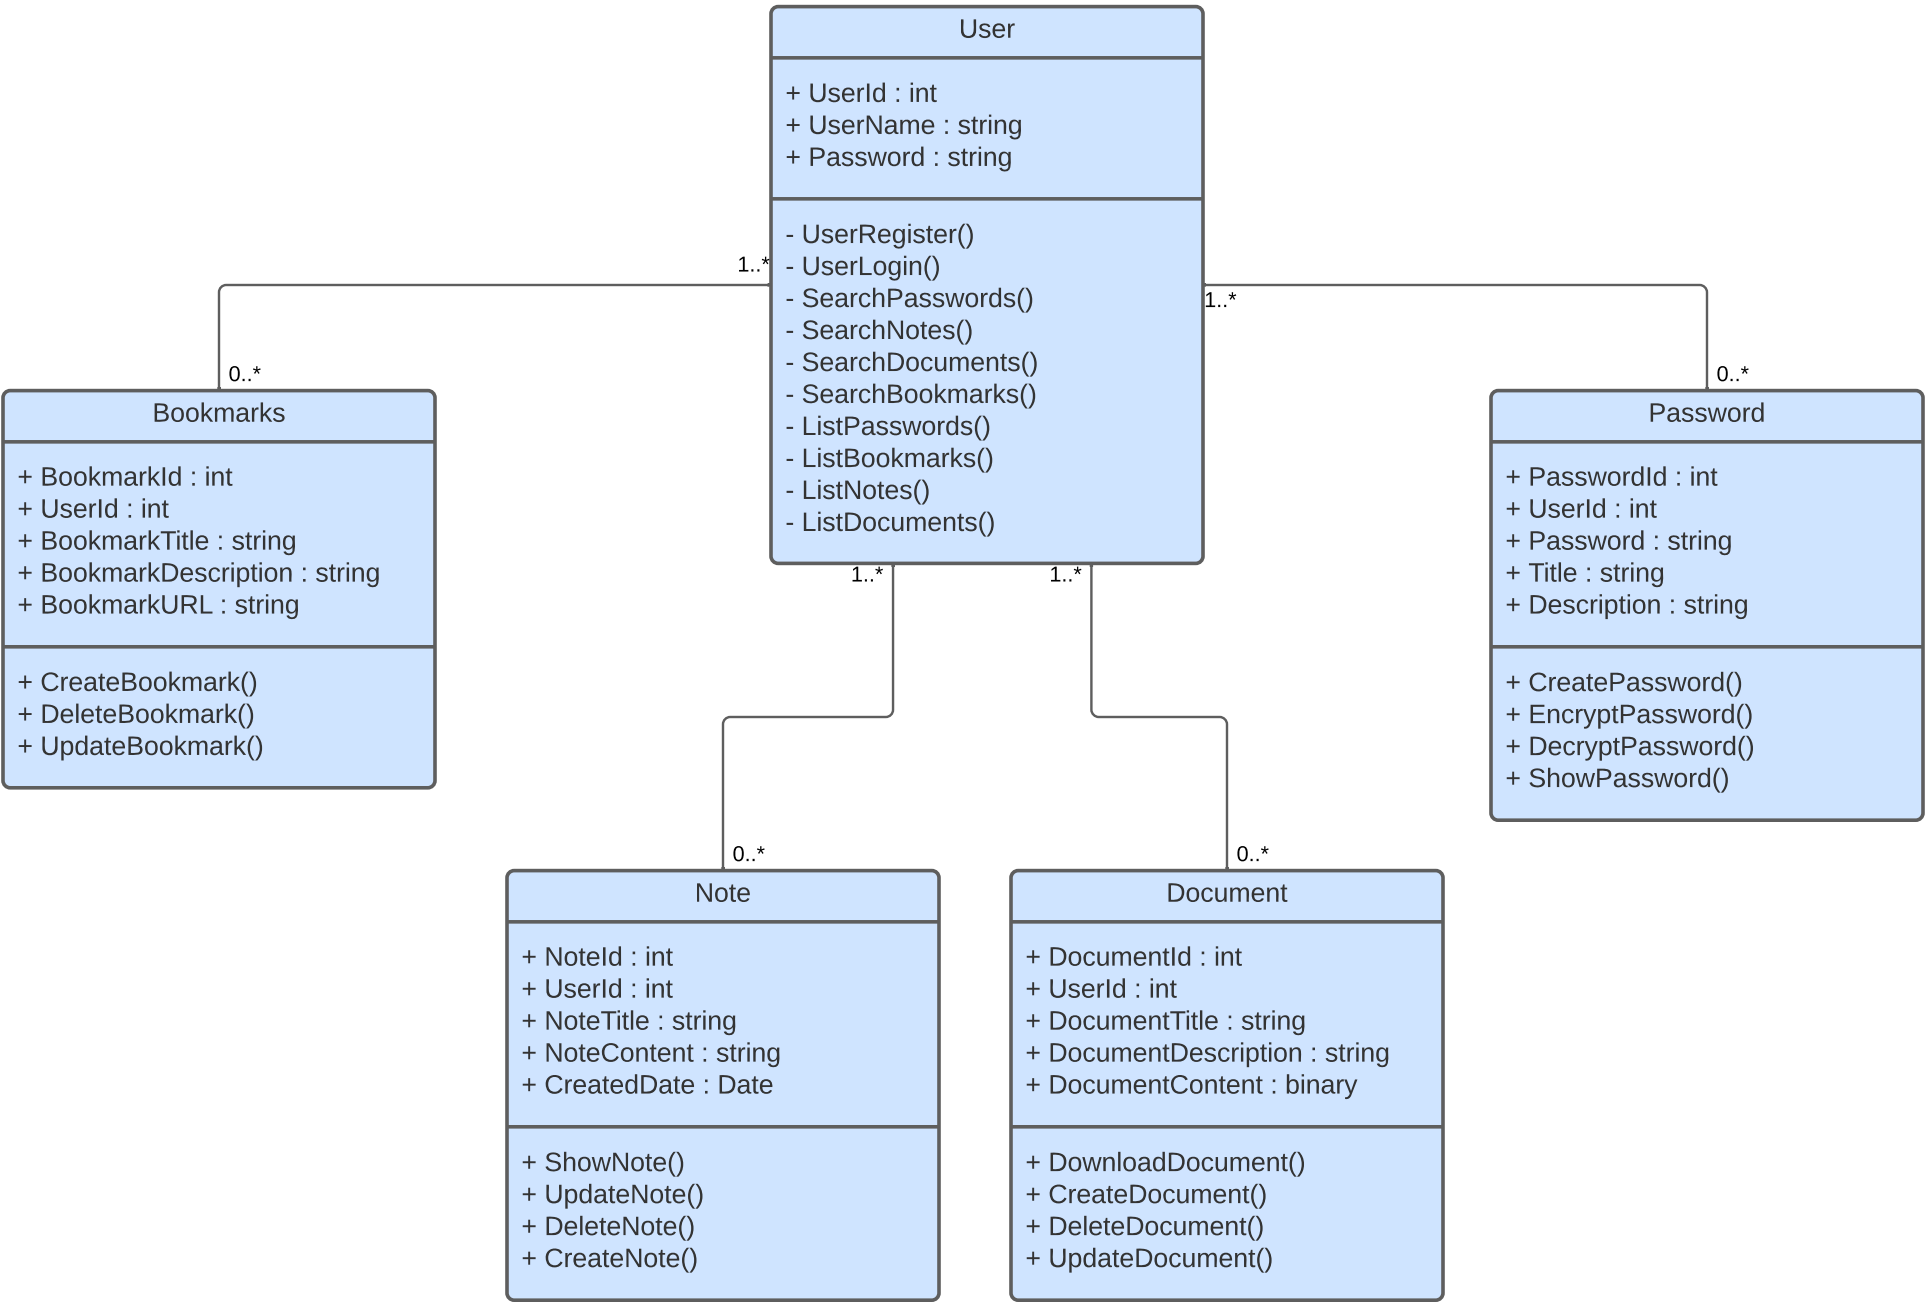 User
+ UserId : int
+ UserName : string
+ Password : string
- UserRegister()
- UserLogin()
- SearchPasswords()
- SearchNotes()
- SearchDocuments()
- SearchBookmarks()
- ListPasswords()
- ListBookmarks()
- ListNotes()
- ListDocuments()
1..*
1..*
0..*
0..*
Bookmarks
+ BookmarkId : int
+ UserId : int
+ BookmarkTitle : string
+ BookmarkDescription : string
+ BookmarkURL : string
+ CreateBookmark()
+ DeleteBookmark()
+ UpdateBookmark()
Password
+ PasswordId : int
+ UserId : int
+ Password : string
+ Title : string
+ Description : string
+ CreatePassword()
+ EncryptPassword()
+ DecryptPassword()
+ ShowPassword()
1..*
1..*
0..*
0..*
Note
+ NoteId : int
+ UserId : int
+ NoteTitle : string
+ NoteContent : string
+ CreatedDate : Date
+ ShowNote()
+ UpdateNote()
+ DeleteNote()
+ CreateNote()
Document
+ DocumentId : int
+ UserId : int
+ DocumentTitle : string
+ DocumentDescription : string
+ DocumentContent : binary
+ DownloadDocument()
+ CreateDocument()
+ DeleteDocument()
+ UpdateDocument()